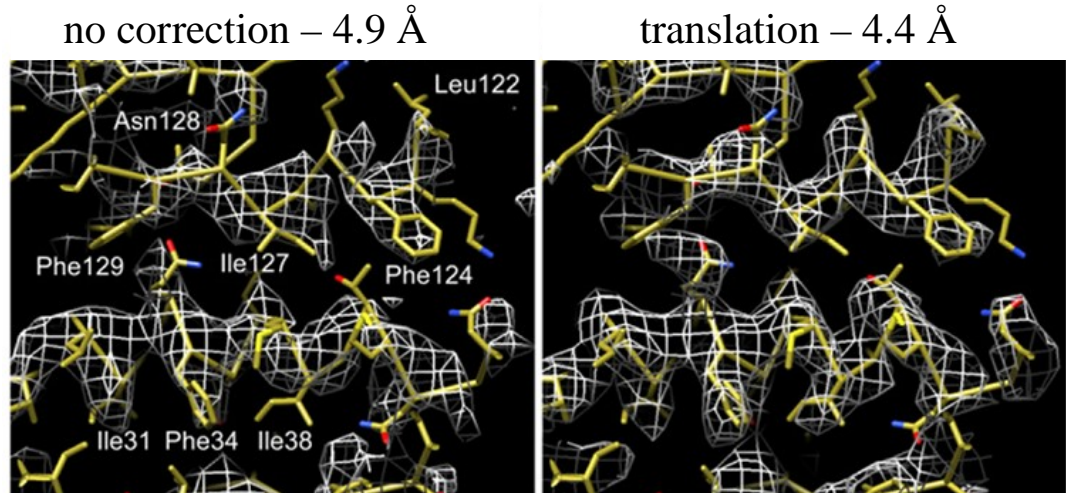 no correction – 4.9 Å
translation – 4.4 Å
Leu122
Asn128
Phe129
Ile127
Phe124
Ile31 Phe34 Ile38